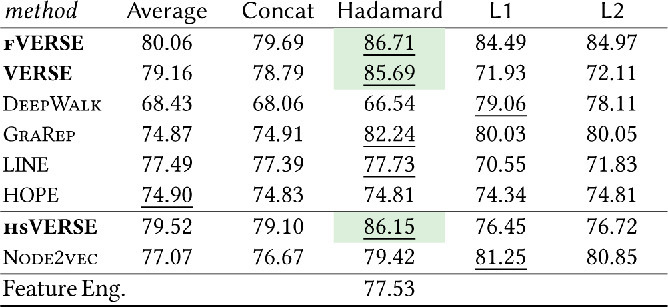 method Average Concat Hadamard L1 L2
fVERSE 80.06 79.69 86.71 84.49 84.97
VERSE 79.16 78.79 85.69 71.93 72.11
DeepWalk 68.43 68.06 66.54 79.06 78.11
GraRep 74.87 74.91 82.24 80.03 80.05
LINE 77.49 77.39 77.73 70.55 71.83
HOPE 74.90 74.83 74.81 74.34 74.81
hsVERSE 79.52 79.10 86.15 76.45 76.72
Node2vec 77.07 76.67 79.42 81.25 80.85
Feature Eng. 77.53